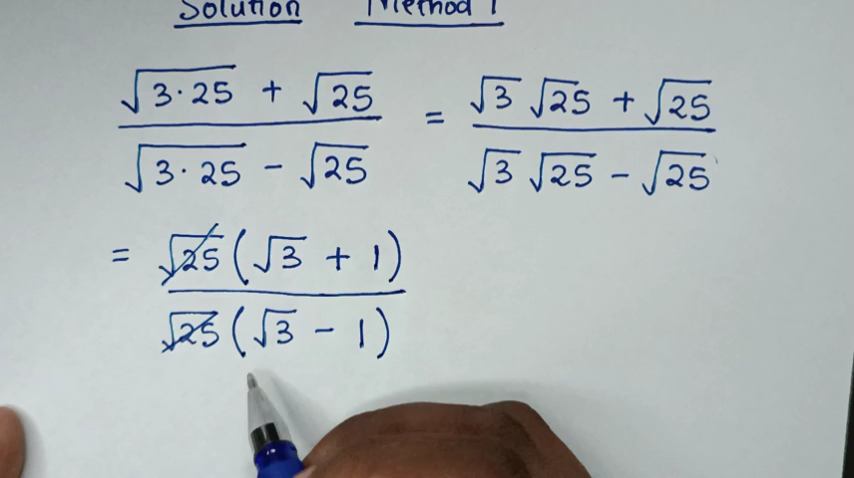 Solution Method 1
√3·25 + √25 / √3·25 - √25 = √3 √25 + √25 / √3 √25 - √25
= √25 (√3 + 1) / √25 (√3 - 1)